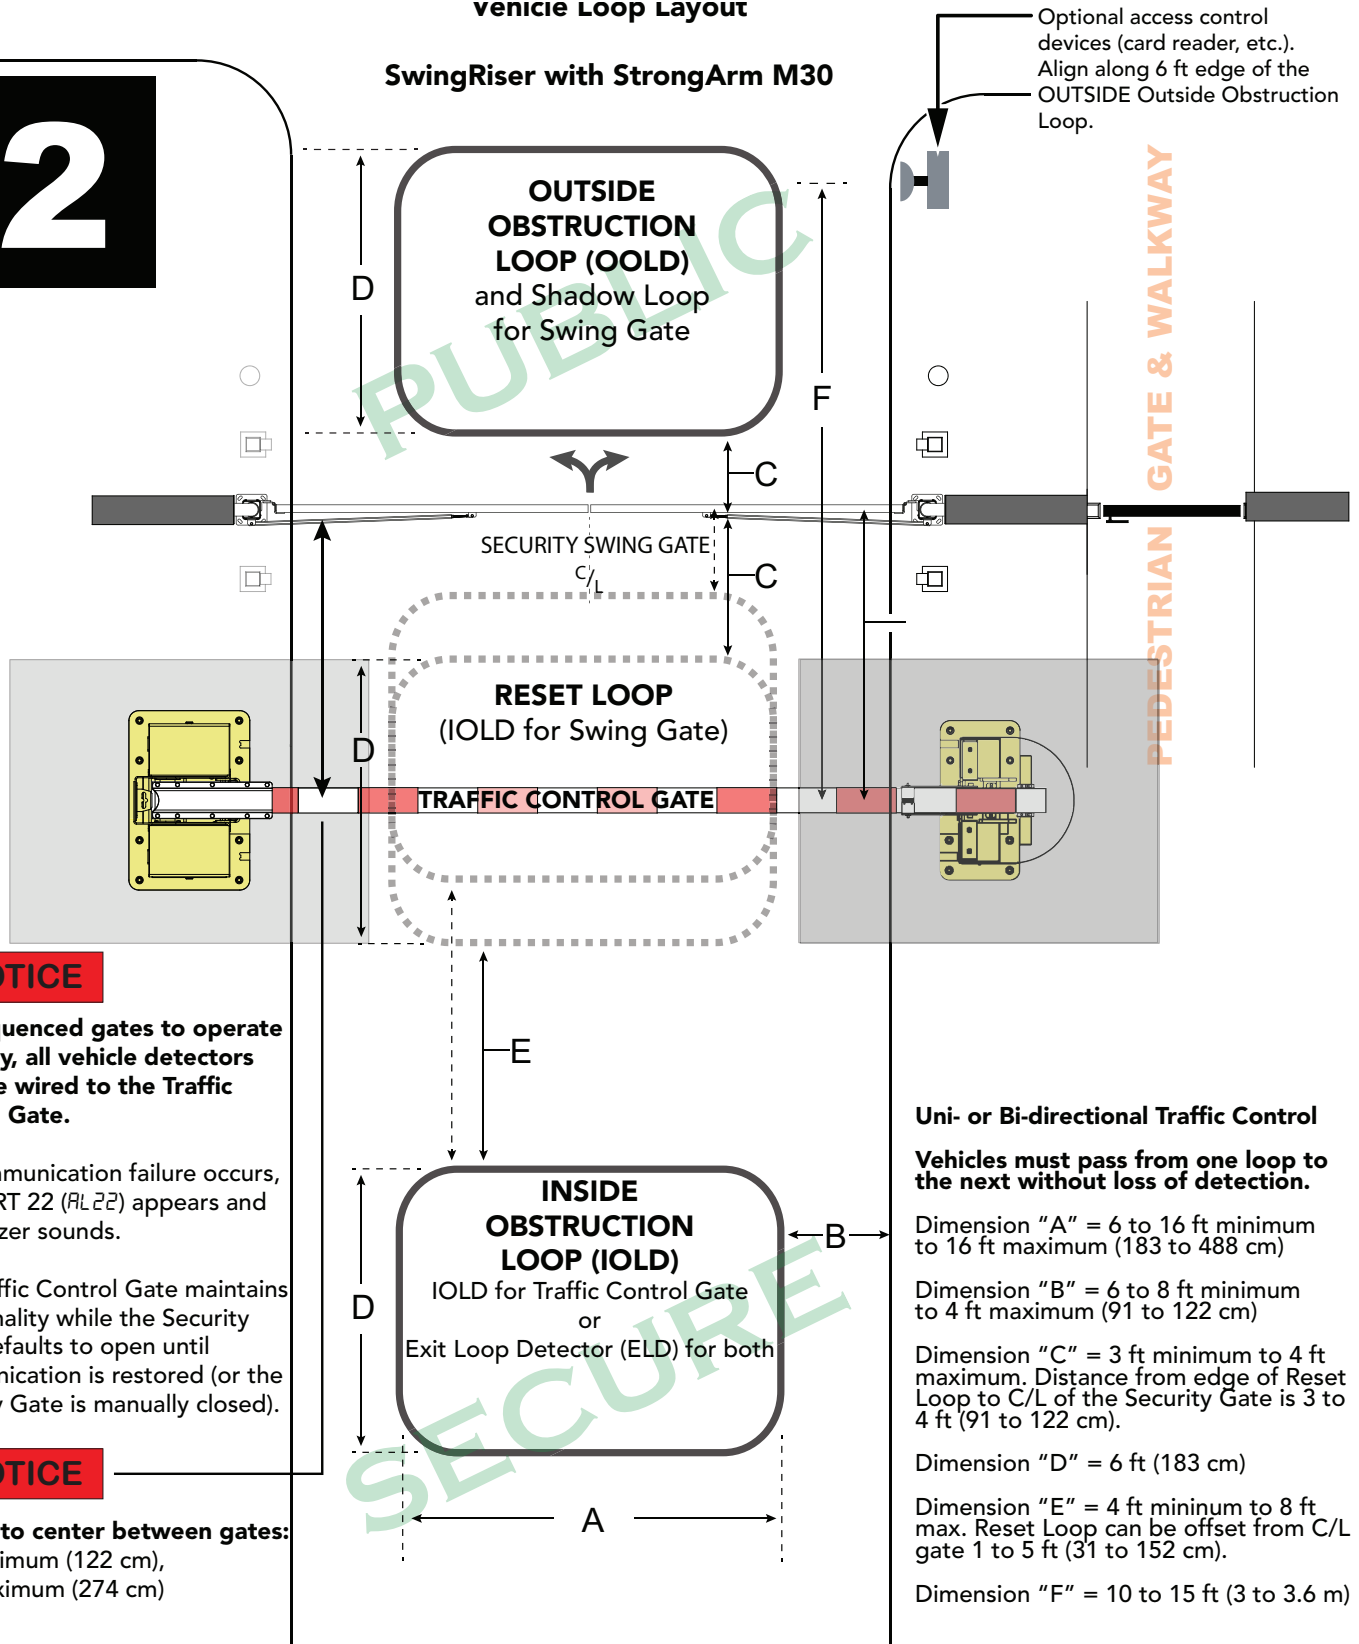 Vehicle Loop Layout
SwingRiser with StrongArm M30
Optional access control
devices (card reader, etc.).
Align along 6 ft edge of the
OUTSIDE Outside Obstruction
Loop.
2
OUTSIDE
OBSTRUCTION
LOOP (OOLD)
and Shadow Loop
for Swing Gate
PUBLIC
D
F
C
PEDESTRIAN GATE & WALKWAY
SECURITY SWING GATE
C/L
C
RESET LOOP
(IOLD for Swing Gate)
D
TRAFFIC CONTROL GATE
OTICE
quenced gates to operate
y, all vehicle detectors
e wired to the Traffic
Gate.
mmunication failure occurs,
RT 22 (AL22) appears and
zer sounds.
ffic Control Gate maintains
nality while the Security
efaults to open until
nication is restored (or the
y Gate is manually closed).
OTICE
to center between gates:
nimum (122 cm),
ximum (274 cm)
E
INSIDE
OBSTRUCTION
LOOP (IOLD)
IOLD for Traffic Control Gate
or
Exit Loop Detector (ELD) for both
D
B
SECURE
A
Uni- or Bi-directional Traffic Control
Vehicles must pass from one loop to
the next without loss of detection.
Dimension “A” = 6 to 16 ft minimum
to 16 ft maximum (183 to 488 cm)
Dimension “B” = 6 to 8 ft minimum
to 4 ft maximum (91 to 122 cm)
Dimension “C” = 3 ft minimum to 4 ft
maximum. Distance from edge of Reset
Loop to C/L of the Security Gate is 3 to
4 ft (91 to 122 cm).
Dimension “D” = 6 ft (183 cm)
Dimension “E” = 4 ft mininum to 8 ft
max. Reset Loop can be offset from C/L
gate 1 to 5 ft (31 to 152 cm).
Dimension “F” = 10 to 15 ft (3 to 3.6 m)